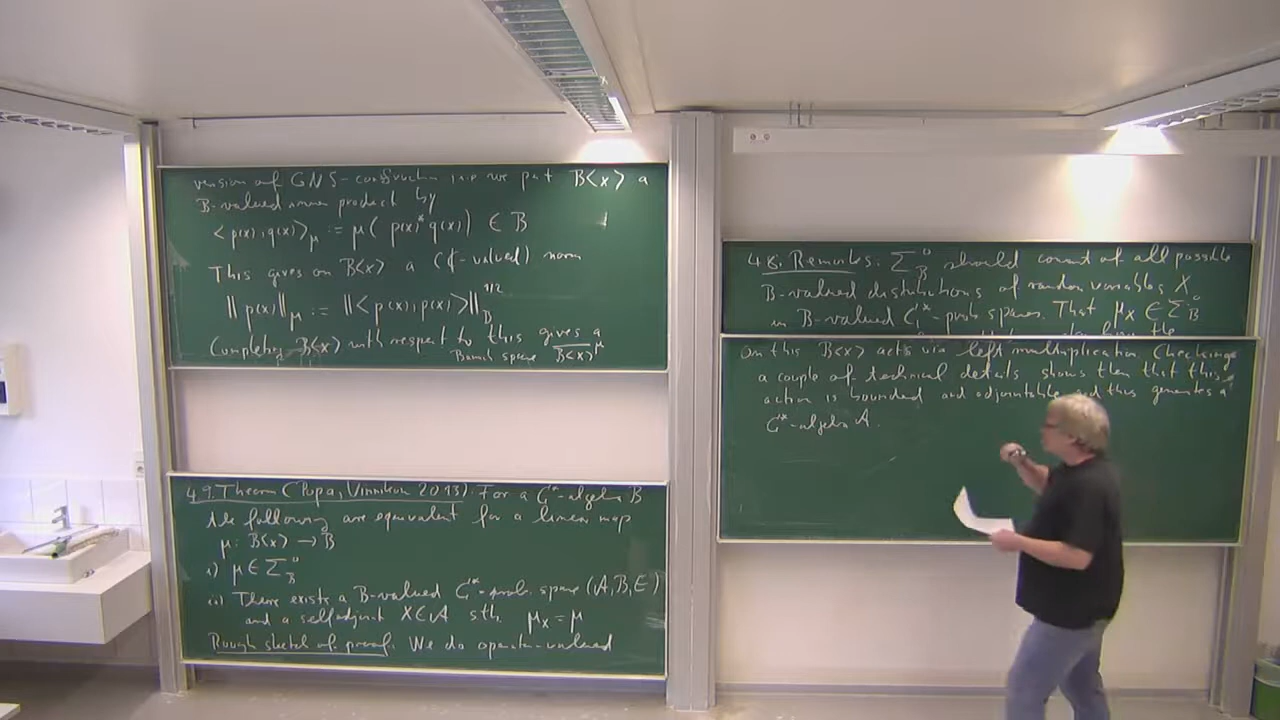 version of GNS-construction i.e. we put B<x> a
B-valued inner product by
<p(x),q(x)>_μ := μ( p(x)* q(x)) ∈ B
This gives on B<x> a (ℂ-valued) norm
‖p(x)‖_μ := ‖<p(x),p(x)>‖_B^{1/2}
Completing B<x> with respect to this gives a
Banach space \overline{B<x>}^μ
4.9. Theorem (Popa, Vinnikov 2013): For a C*-algebra B
the following are equivalent for a linear map
μ: B<x> → B
i) μ ∈ Σ_B^0
ii) There exists a B-valued C*-prob. space (A,B,E)
and a selfadjoint X∈A s.th. μ_X = μ
Rough sketch of proof: We do operator-valued
4.8. Remarks: Σ_B^0 should consist of all possible
B-valued distributions of random variables X
in B-valued C*-prob. spaces. That μ_X ∈ Σ_B^0
On this B<x> acts via left multiplication. Checking
a couple of technical details shows then that this
action is bounded and adjointable and thus generates a
C*-algebra A.